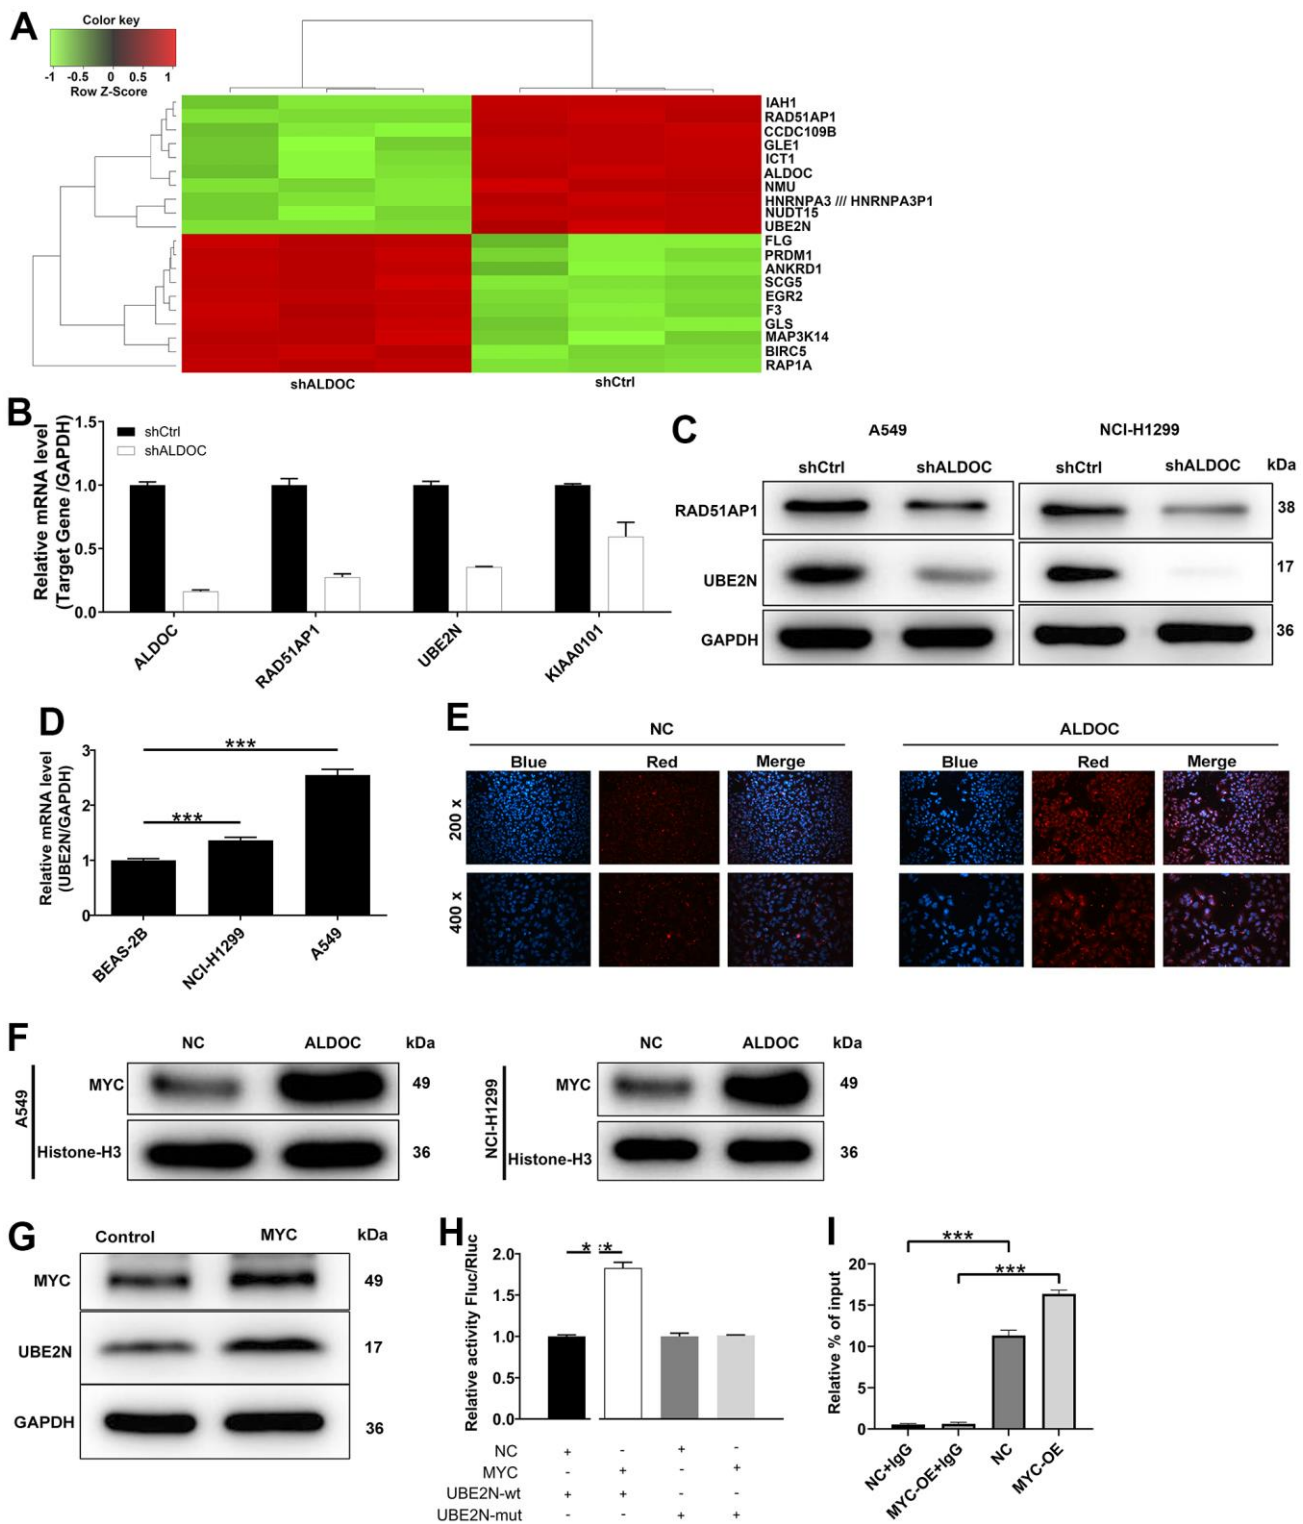 A
Color key
-1 -0.5 0 0.5 1
Row Z-Score
IAH1
RAD51AP1
CCDC109B
GLE1
ICT1
ALDOC
NMU
HNRNPA3 /// HNRNPA3P1
NUDT15
UBE2N
FLG
PRDM1
ANKRD1
SCG5
EGR2
F3
GLS
MAP3K14
BIRC5
RAP1A
shALDOC shCtrl
B
Relative mRNA level
(Target Gene /GAPDH)
1.5
1.0
0.5
0.0
shCtrl
shALDOC
ALDOC RAD51AP1 UBE2N KIAA0101
C
A549 NCI-H1299
shCtrl shALDOC shCtrl shALDOC kDa
RAD51AP1 38
UBE2N 17
GAPDH 36
D
Relative mRNA level
(UBE2N/GAPDH)
3
2
1
0
***
***
BEAS-2B NCI-H1299 A549
E
NC ALDOC
Blue Red Merge Blue Red Merge
200 x
400 x
F
A549
NC ALDOC kDa
MYC 49
Histone-H3 36
NCI-H1299
NC ALDOC kDa
MYC 49
Histone-H3 36
G
Control MYC kDa
MYC 49
UBE2N 17
GAPDH 36
H
Relative activity Fluc/Rluc
2.0
1.5
1.0
0.5
0.0
***
NC + - + -
MYC - + - +
UBE2N-wt + + - -
UBE2N-mut - - + +
I
Relative % of input
20
15
10
5
0
***
***
NC+IgG MYC-OE+IgG NC MYC-OE